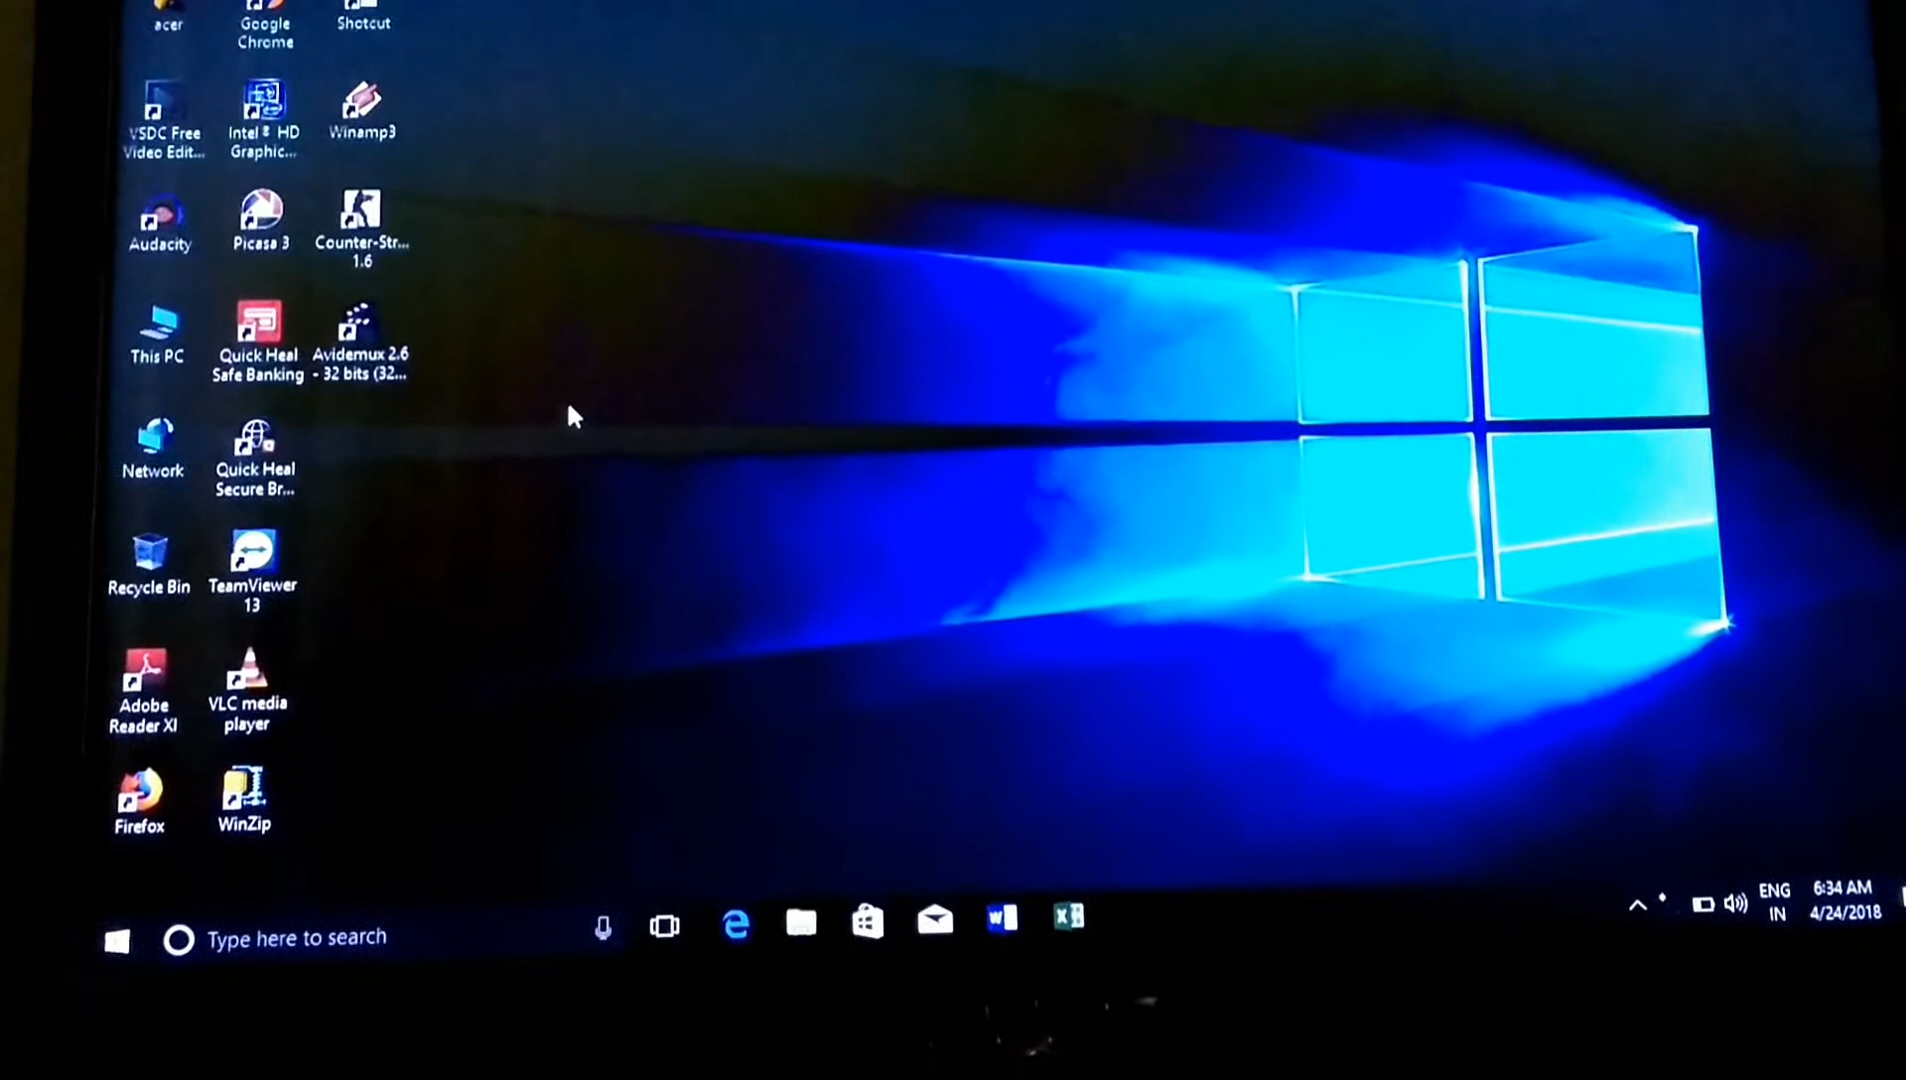 acer
Google
Chrome
Shotcut
VSDC Free
Video Edit...
Intel® HD
Graphic...
Winamp3
Audacity
Picasa 3
Counter-Str...
1.6
This PC
Quick Heal
Safe Banking
Avidemux 2.6
- 32 bits (32...
Network
Quick Heal
Secure Br...
Recycle Bin
TeamViewer
13
Adobe
Reader XI
VLC media
player
Firefox
WinZip
Type here to search
ENG
IN
6:34 AM
4/24/2018